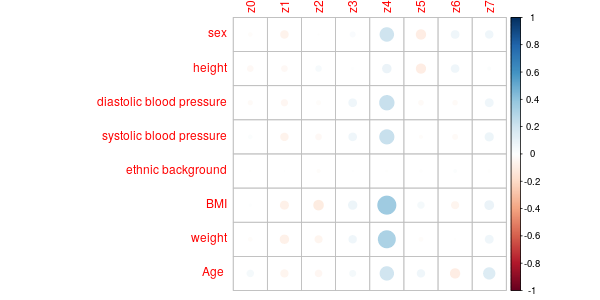 z0 z1 z2 z3 z4 z5 z6 z7
sex
height
diastolic blood pressure
systolic blood pressure
ethnic background
BMI
weight
Age
1
0.8
0.6
0.4
0.2
0
-0.2
-0.4
-0.6
-0.8
-1